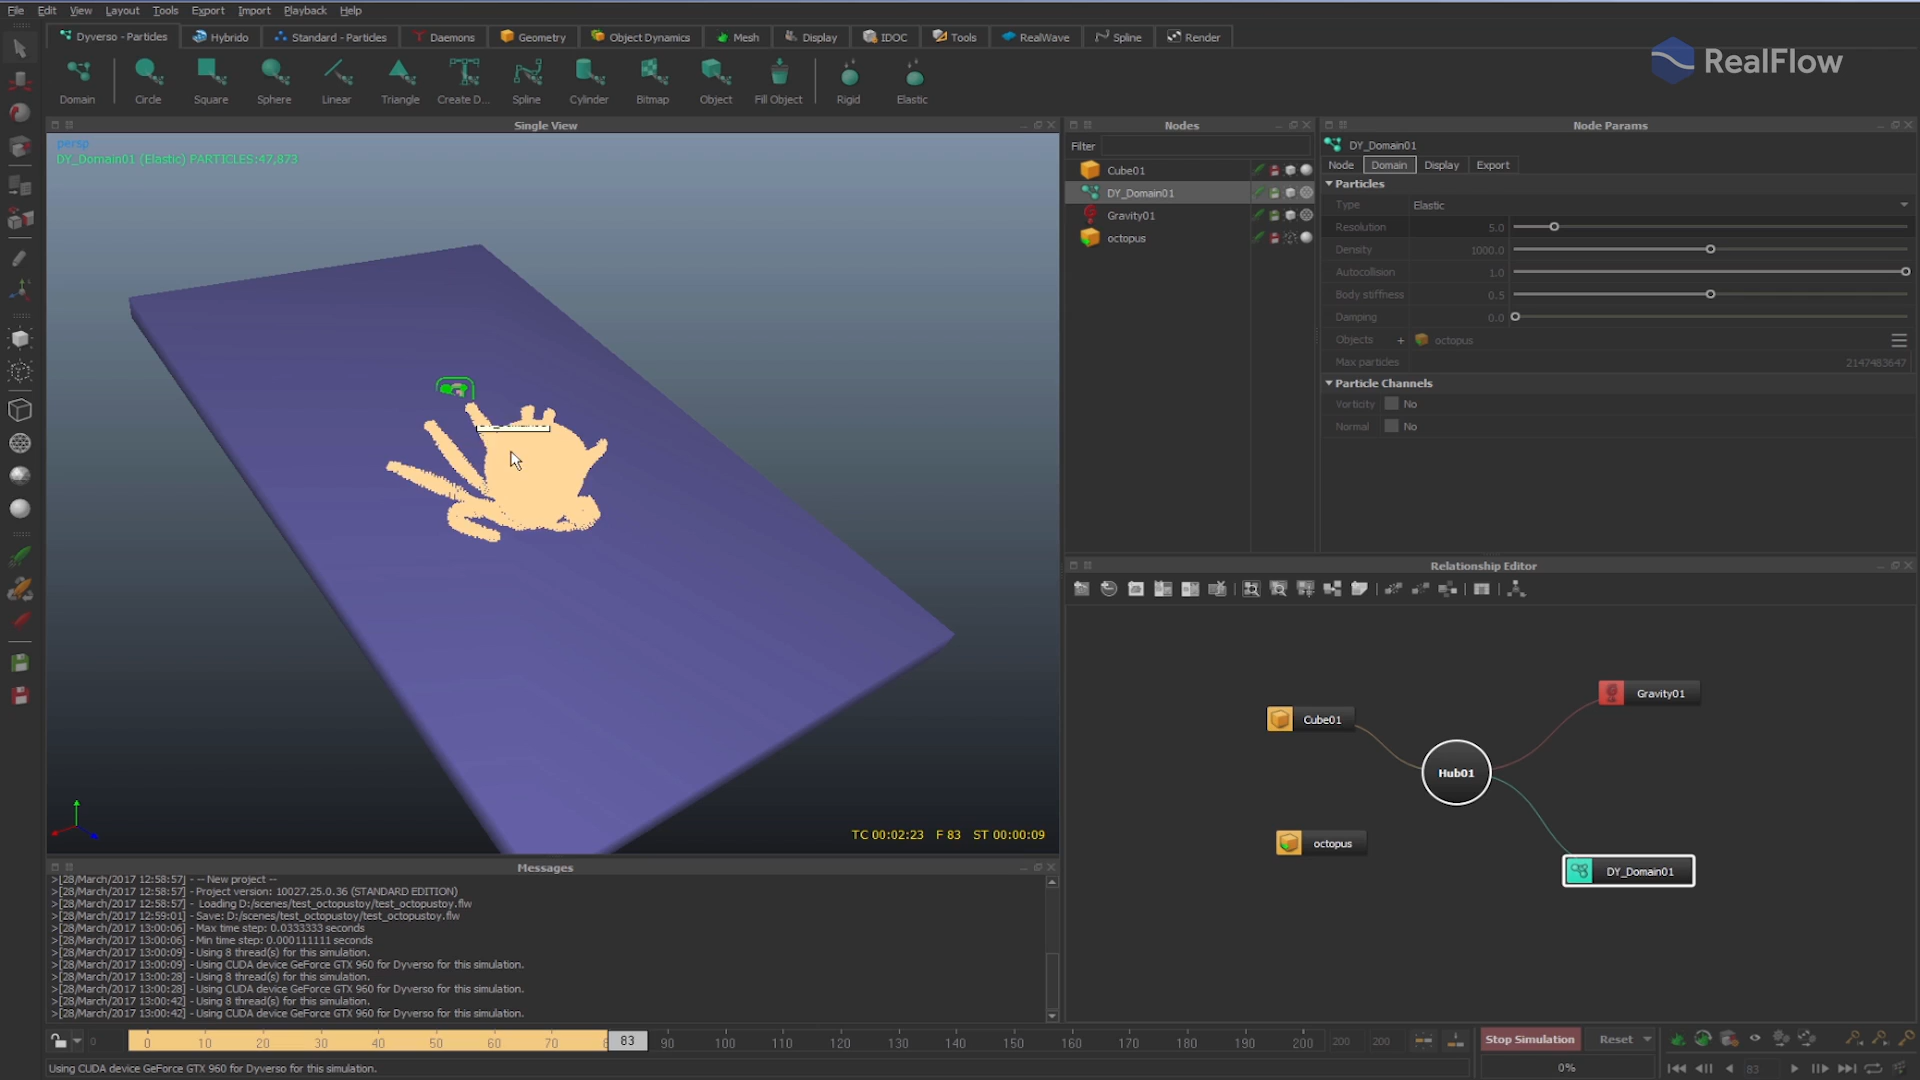 File Edit View Layout Tools Export Import Playback Help
Dyverso - Particles Hybrido Standard - Particles Daemons Geometry Object Dynamics Mesh Display IDOC Tools RealWave Spline Render
RealFlow
Domain Circle Square Sphere Linear Triangle Create D... Spline Cylinder Bitmap Object Fill Object Rigid Elastic
Single View
persp
DY_Domain01 (Elastic) PARTICLES:47,873
TC 00:02:23 F 83 ST 00:00:09
Nodes
Filter
Cube01
DY_Domain01
Gravity01
octopus
Node Params
DY_Domain01
Node Domain Display Export
Particles
Type Elastic
Resolution 5.0
Density 1000.0
Autocollision 1.0
Body stiffness 0.5
Damping 0.0
Objects + octopus
Max particles 2147483647
Particle Channels
Vorticity No
Normal No
Relationship Editor
Gravity01
Cube01
Hub01
octopus
DY_Domain01
Messages
>[28/March/2017 12:58:57] - -- New project --
>[28/March/2017 12:58:57] - Project version: 10027.25.0.36 (STANDARD EDITION)
>[28/March/2017 12:58:57] - Loading D:/scenes/test_octopustoy/test_octopustoy.flw
>[28/March/2017 12:59:01] - Save: D:/scenes/test_octopustoy/test_octopustoy.flw
>[28/March/2017 13:00:06] - Max time step: 0.0333333 seconds
>[28/March/2017 13:00:06] - Min time step: 0.000111111 seconds
>[28/March/2017 13:00:09] - Using 8 thread(s) for this simulation.
>[28/March/2017 13:00:09] - Using CUDA device GeForce GTX 960 for Dyverso for this simulation.
>[28/March/2017 13:00:28] - Using 8 thread(s) for this simulation.
>[28/March/2017 13:00:28] - Using CUDA device GeForce GTX 960 for Dyverso for this simulation.
>[28/March/2017 13:00:42] - Using 8 thread(s) for this simulation.
>[28/March/2017 13:00:42] - Using CUDA device GeForce GTX 960 for Dyverso for this simulation.
0 0 10 20 30 40 50 60 70 8 83 90 100 110 120 130 140 150 160 170 180 190 200 200 200
Stop Simulation Reset
Using CUDA device GeForce GTX 960 for Dyverso for this simulation.
0% 83